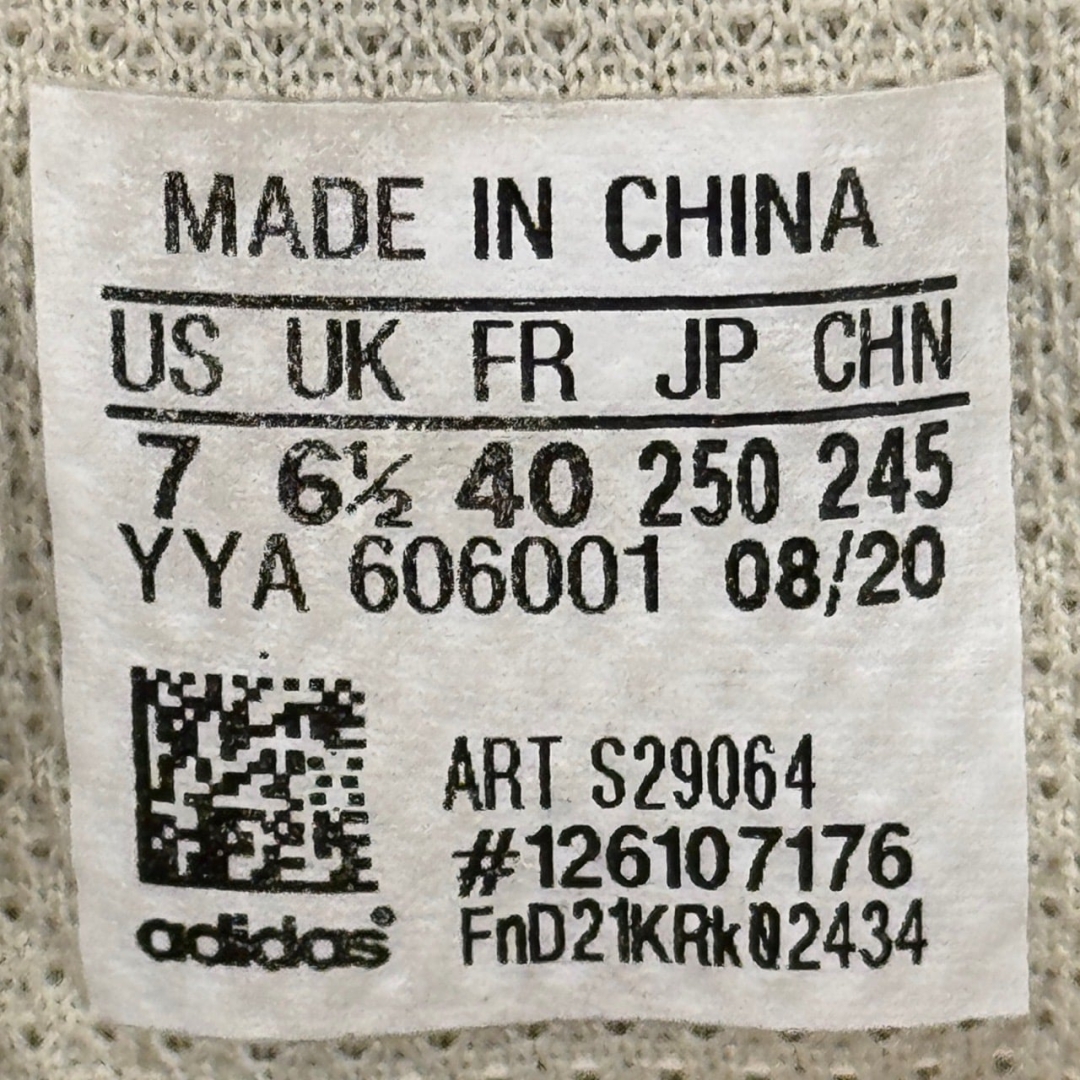 MADE IN CHINA
US UK FR JP CHN
7 6½ 40 250 245
YYA 606001 08/20
ART S29064
#126107176
adidas®